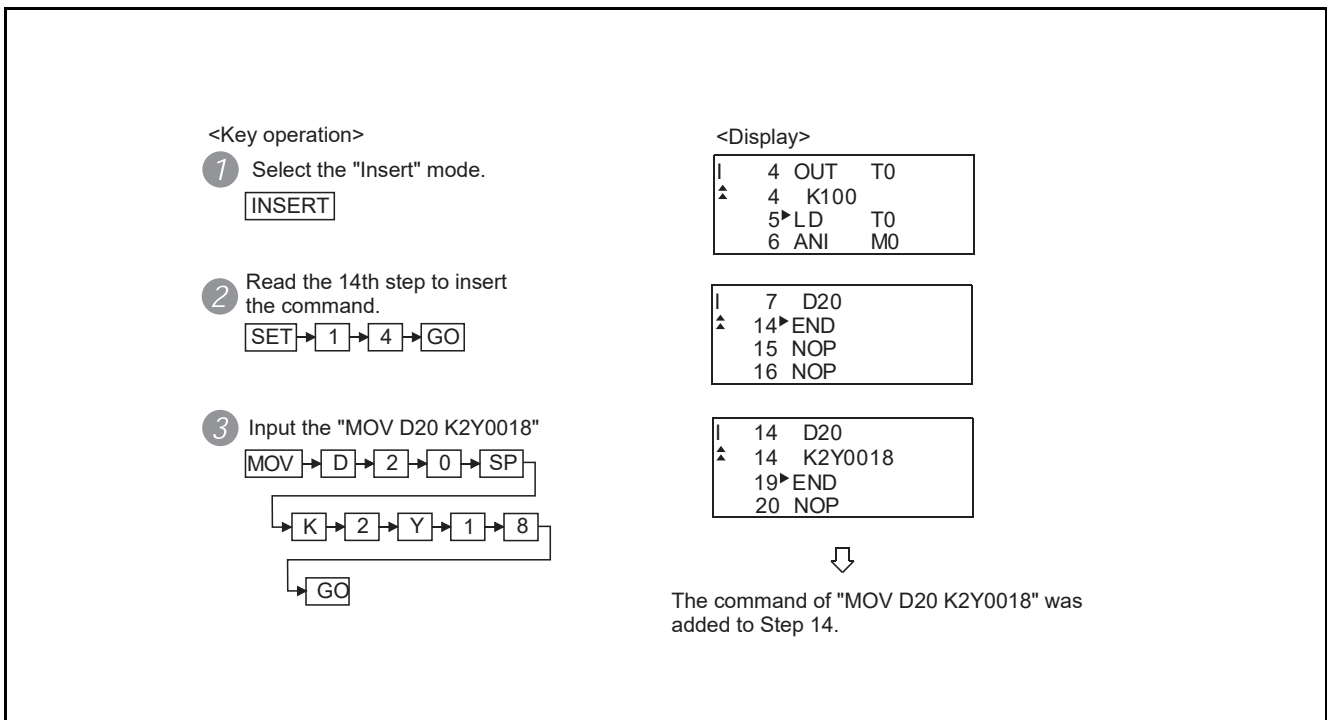 <Key operation>
1 Select the "Insert" mode.
INSERT
2 Read the 14th step to insert
the command.
SET 1 4 GO
3 Input the "MOV D20 K2Y0018"
MOV D 2 0 SP
K 2 Y 1 8
GO
<Display>
I 4 OUT T0
4 K100
5 LD T0
6 ANI M0
I 7 D20
14 END
15 NOP
16 NOP
I 14 D20
14 K2Y0018
19 END
20 NOP
The command of "MOV D20 K2Y0018" was
added to Step 14.